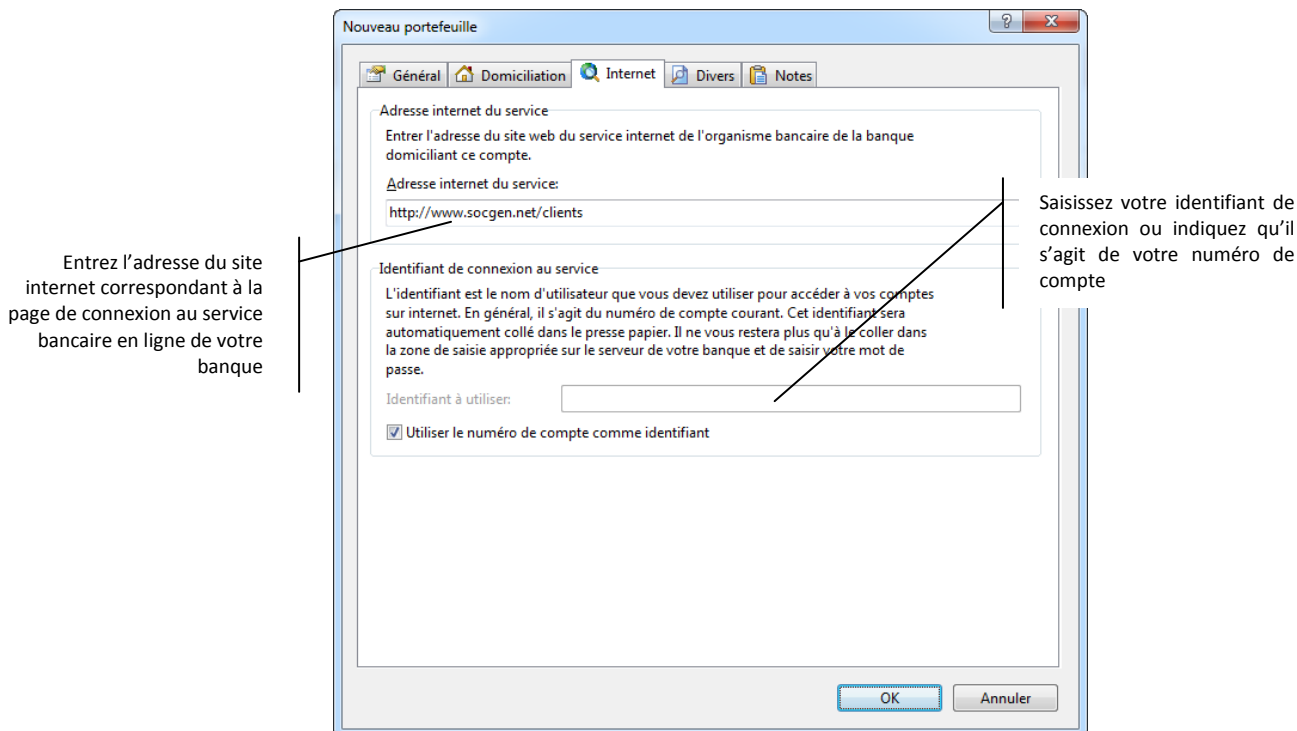 Nouveau portefeuille
?
Général
Domiciliation
Internet
Divers
Notes
Adresse internet du service
Entrer l'adresse du site web du service internet de l'organisme bancaire de la banque
domiciliant ce compte.
Adresse internet du service:
http://www.socgen.net/clients
Identifiant de connexion au service
L'identifiant est le nom d'utilisateur que vous devez utiliser pour accéder à vos comptes
sur internet. En général, il s'agit du numéro de compte courant. Cet identifiant sera
automatiquement collé dans le presse papier. Il ne vous restera plus qu'à le coller dans
la zone de saisie appropriée sur le serveur de votre banque et de saisir votre mot de
passe.
Identifiant à utiliser:
Utiliser le numéro de compte comme identifiant
OK
Annuler
Entrez l’adresse du site
internet correspondant à la
page de connexion au service
bancaire en ligne de votre
banque
Saisissez votre identifiant de
connexion ou indiquez qu’il
s’agit de votre numéro de
compte